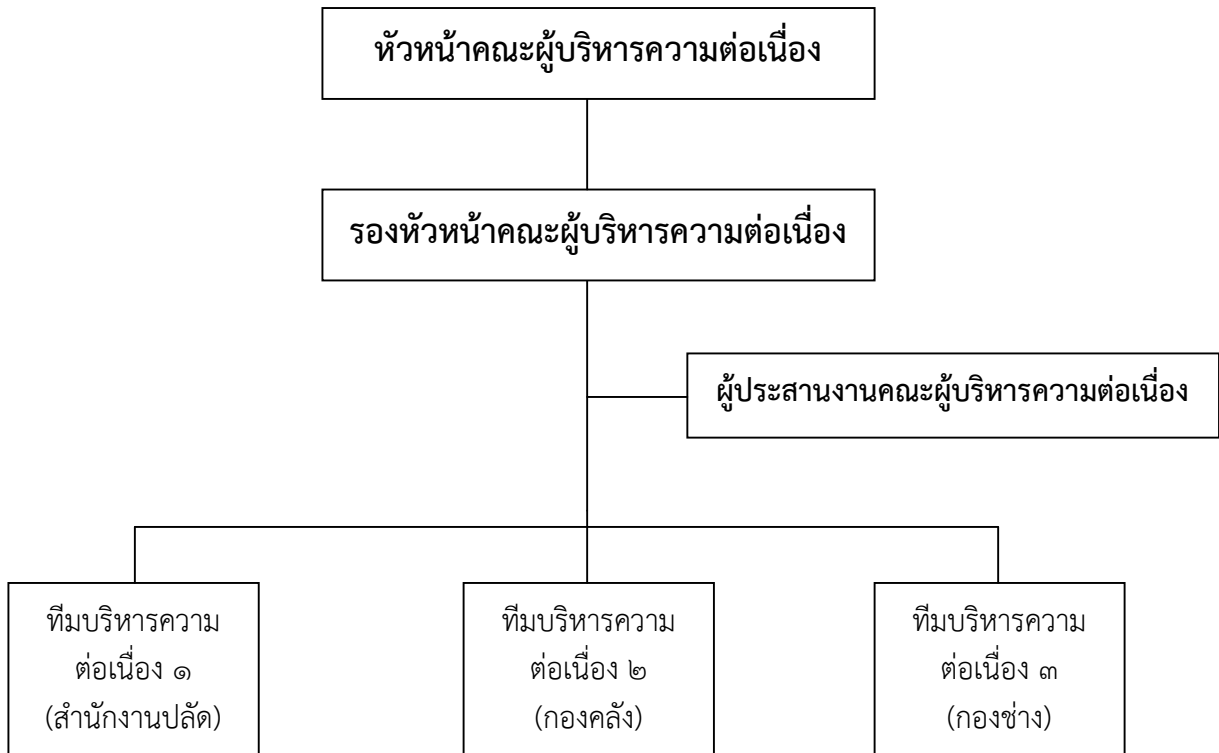 หัวหน้าคณะผู้บริหารความต่อเนื่อง
รองหัวหน้าคณะผู้บริหารความต่อเนื่อง
ผู้ประสานงานคณะผู้บริหารความต่อเนื่อง
ทีมบริหารความ
ต่อเนื่อง ๑
(สำนักงานปลัด)
ทีมบริหารความ
ต่อเนื่อง ๒
(กองคลัง)
ทีมบริหารความ
ต่อเนื่อง ๓
(กองช่าง)